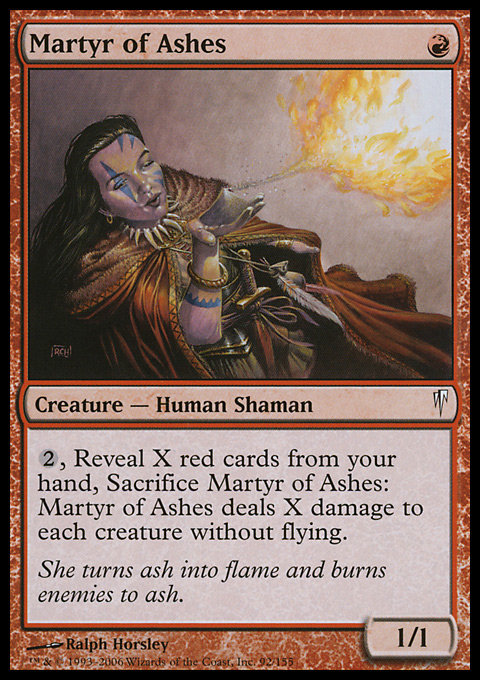 Martyr of Ashes
Creature — Human Shaman
2, Reveal X red cards from your
hand, Sacrifice Martyr of Ashes:
Martyr of Ashes deals X damage to
each creature without flying.
She turns ash into flame and burns
enemies to ash.
1/1
Ralph Horsley
™ & © 1993–2006 Wizards of the Coast, Inc. 92/155